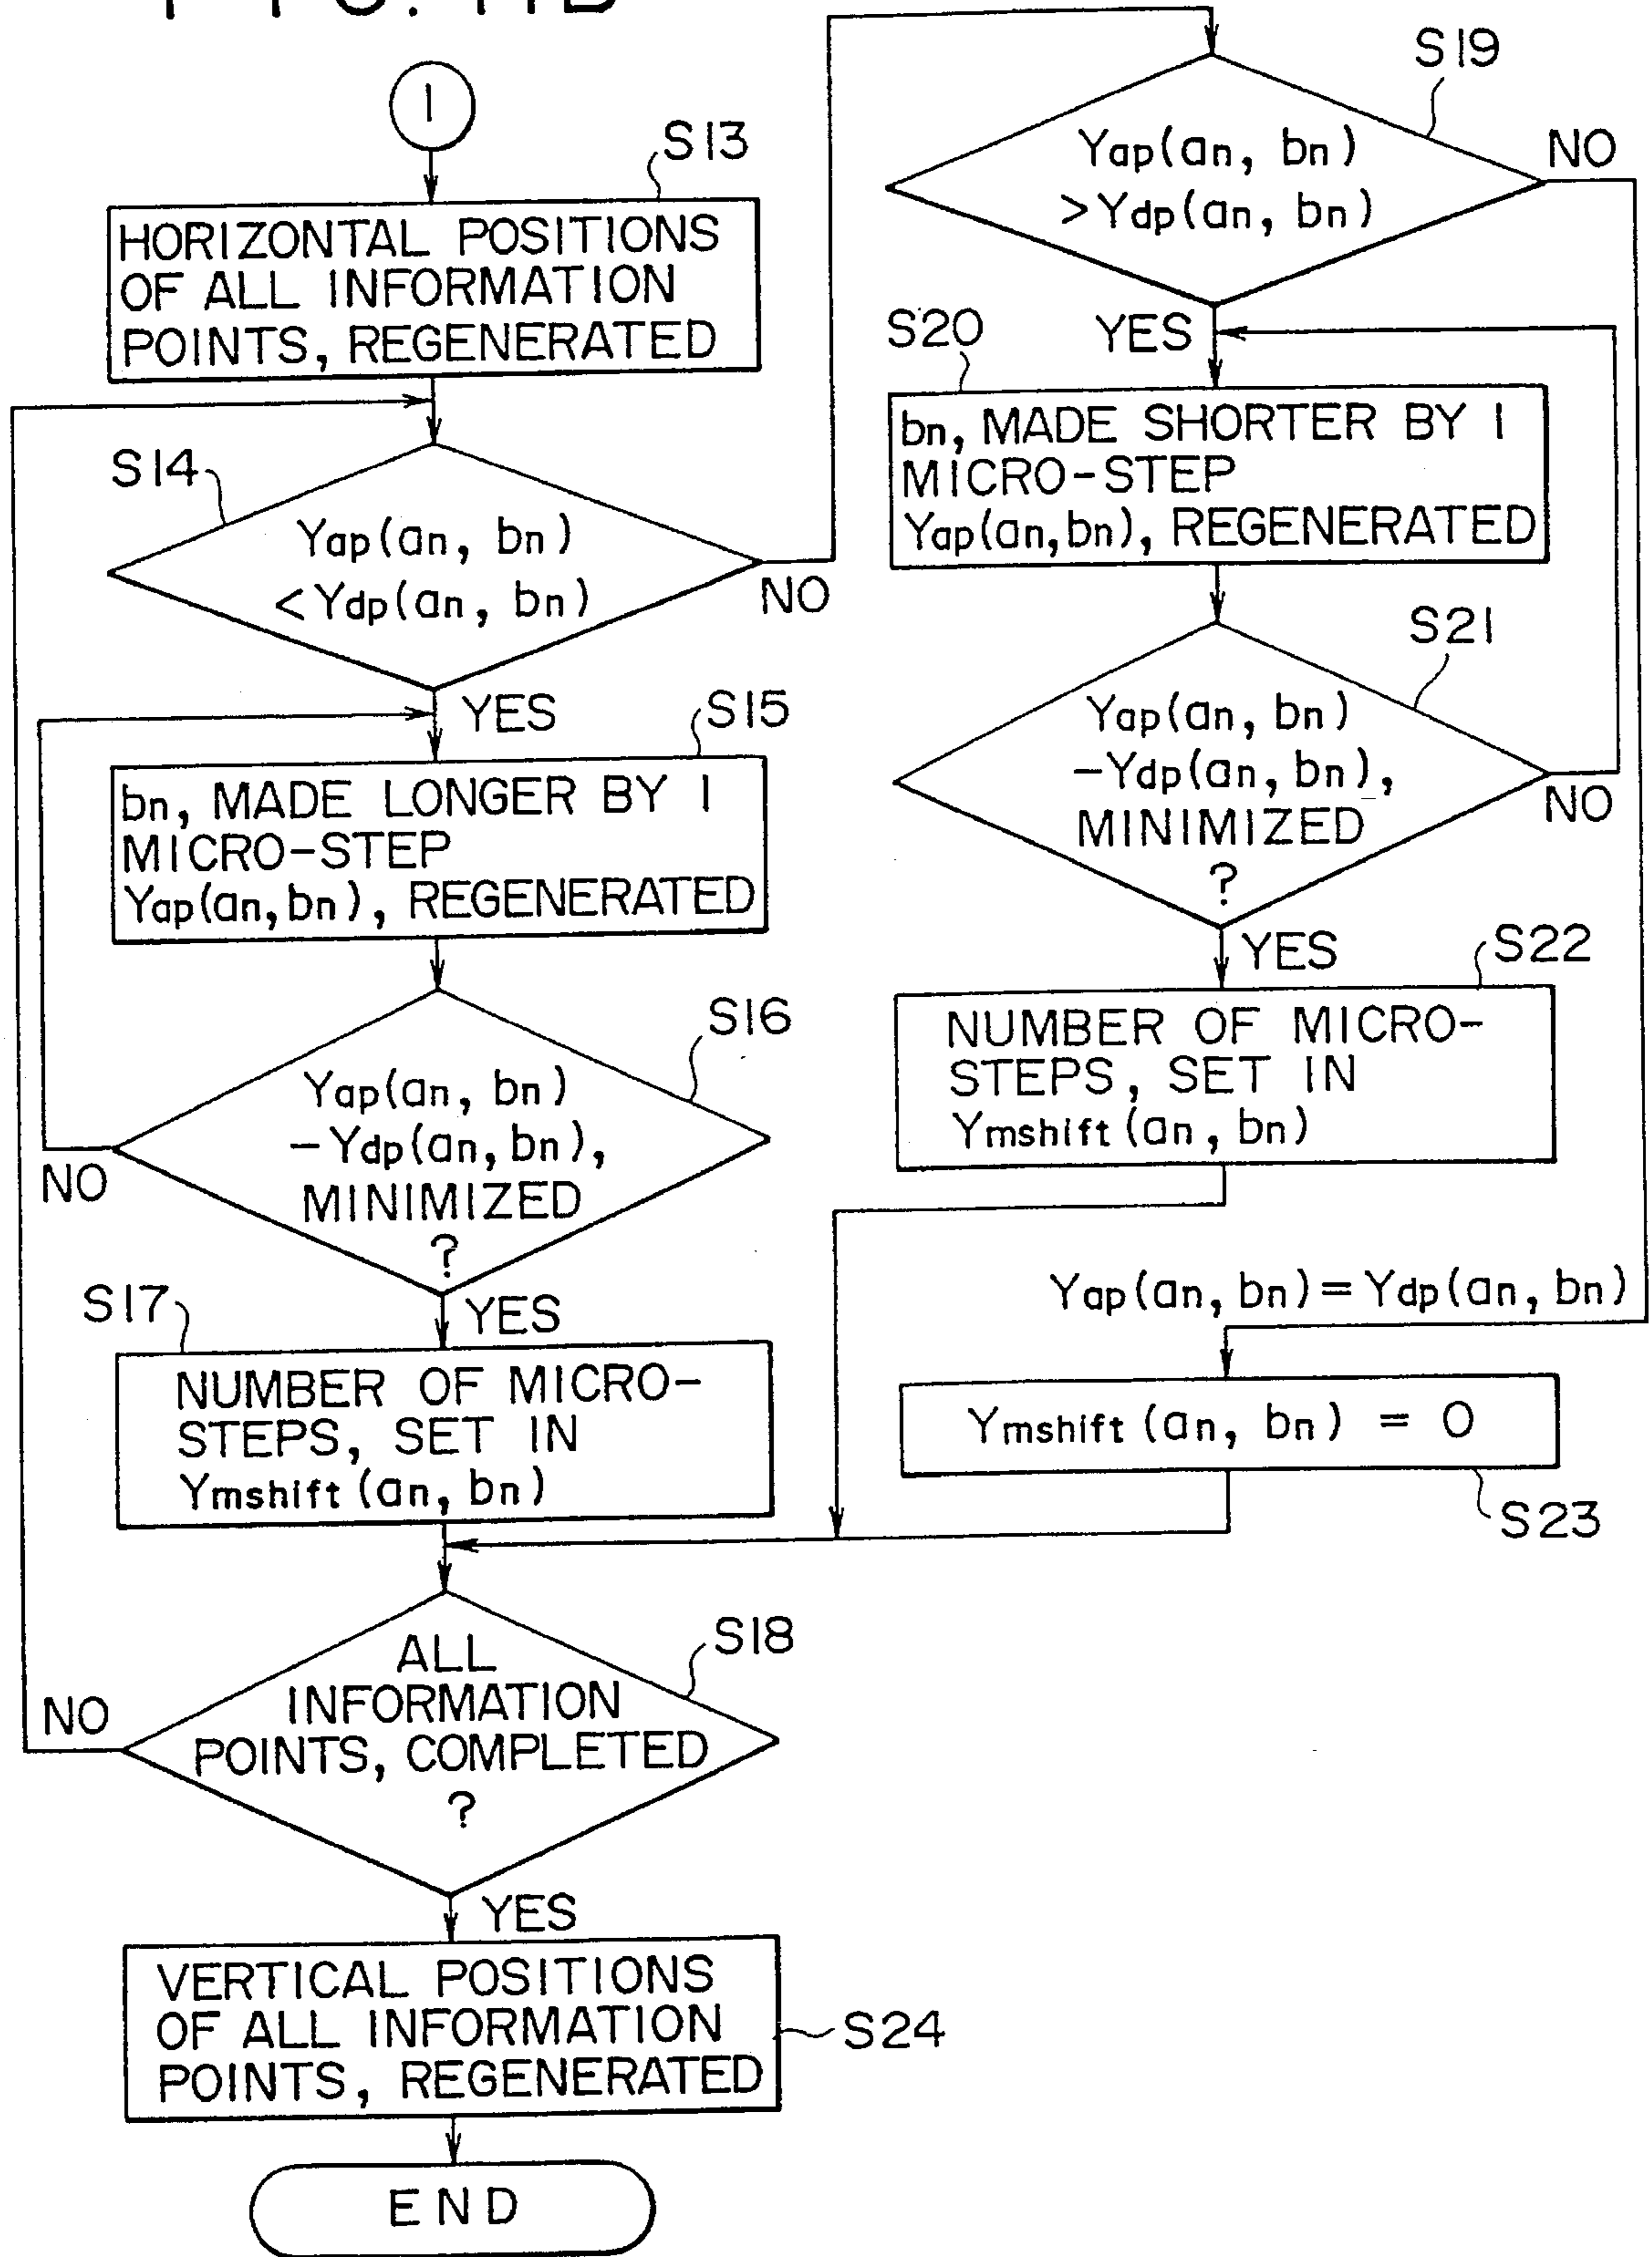 FIG. 11B
1
S13
HORIZONTAL POSITIONS
OF ALL INFORMATION
POINTS, REGENERATED
S14
Yap(an, bn)
<Ydp(an, bn)
NO
YES
S15
bn, MADE LONGER BY 1
MICRO-STEP
Yap(an,bn), REGENERATED
S16
Yap(an, bn)
-Ydp(an, bn),
MINIMIZED
?
NO
YES
S17
NUMBER OF MICRO-
STEPS, SET IN
Ymshift (an, bn)
S18
ALL
INFORMATION
POINTS, COMPLETED
?
NO
YES
VERTICAL POSITIONS
OF ALL INFORMATION
POINTS, REGENERATED
S24
END
S19
Yap(an, bn)
>Ydp(an, bn)
NO
YES
S20
bn, MADE SHORTER BY 1
MICRO-STEP
Yap(an,bn), REGENERATED
S21
Yap(an, bn)
-Ydp(an, bn),
MINIMIZED
?
NO
YES
S22
NUMBER OF MICRO-
STEPS, SET IN
Ymshift (an, bn)
Yap(an, bn)=Ydp(an, bn)
Ymshift (an, bn) = 0
S23